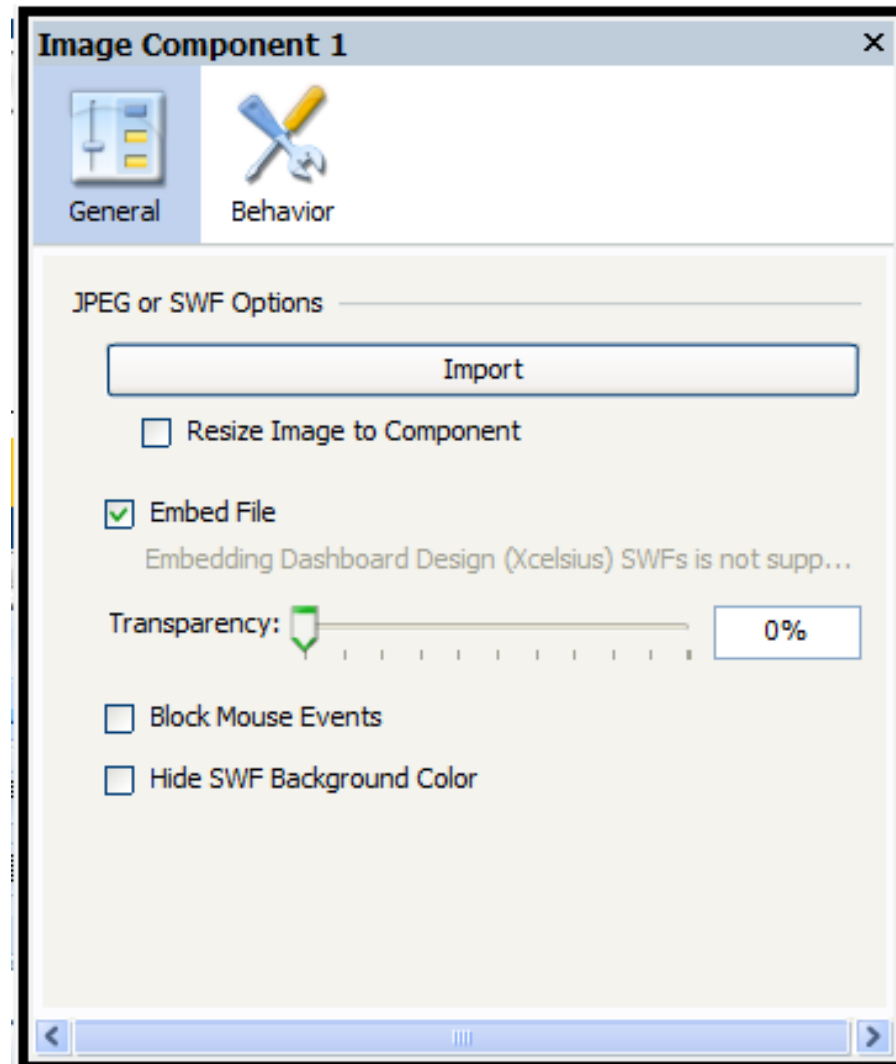 Image Component 1
General Behavior
JPEG or SWF Options
Import
Resize Image to Component
Embed File
Embedding Dashboard Design (Xcelsius) SWFs is not supp...
Transparency: 0%
Block Mouse Events
Hide SWF Background Color